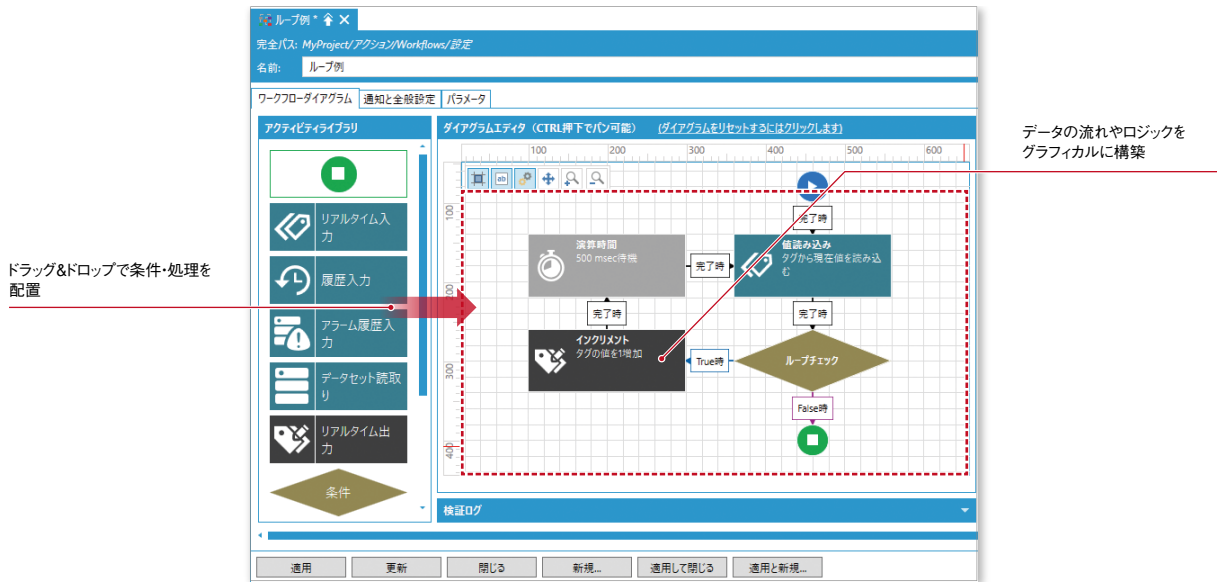 ループ例 *
完全パス: MyProject/アクション/Workflows/設定
名前: ループ例
ワークフローダイアグラム 通知と全般設定 パラメータ
アクティビティライブラリ
リアルタイム入
力
履歴入力
アラーム履歴入
力
データセット読取
り
リアルタイム出
力
条件
ダイアグラムエディタ（CTRL押下でパン可能） (ダイアグラムをリセットするにはクリックします)
100 200 300 400 500 600
100
200
300
400
ab
完了時
演算時間
500 msec待機
完了時
値読み込み
タグから現在値を読み込
む
完了時
完了時
インクリメント
タグの値を1増加
True時
ループチェック
False時
検証ログ
適用 更新 閉じる 新規... 適用して閉じる 適用と新規...
ドラッグ&ドロップで条件・処理を
配置
データの流れやロジックを
グラフィカルに構築